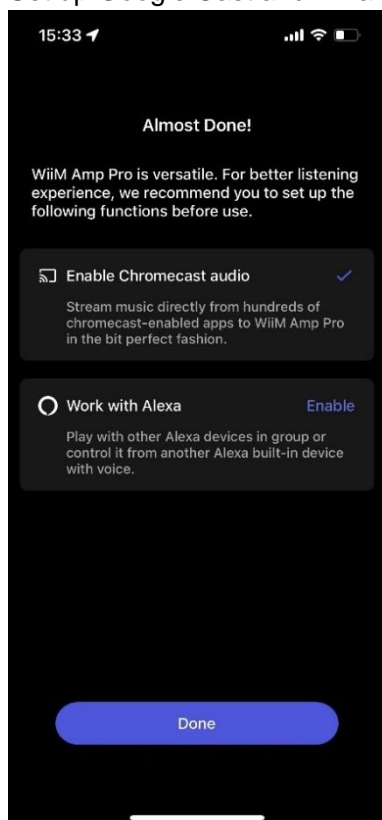 15:33
Almost Done!
WiiM Amp Pro is versatile. For better listening
experience, we recommend you to set up the
following functions before use.
Enable Chromecast audio
Stream music directly from hundreds of
chromecast-enabled apps to WiiM Amp Pro
in the bit perfect fashion.
Work with Alexa Enable
Play with other Alexa devices in group or
control it from another Alexa built-in device
with voice.
Done